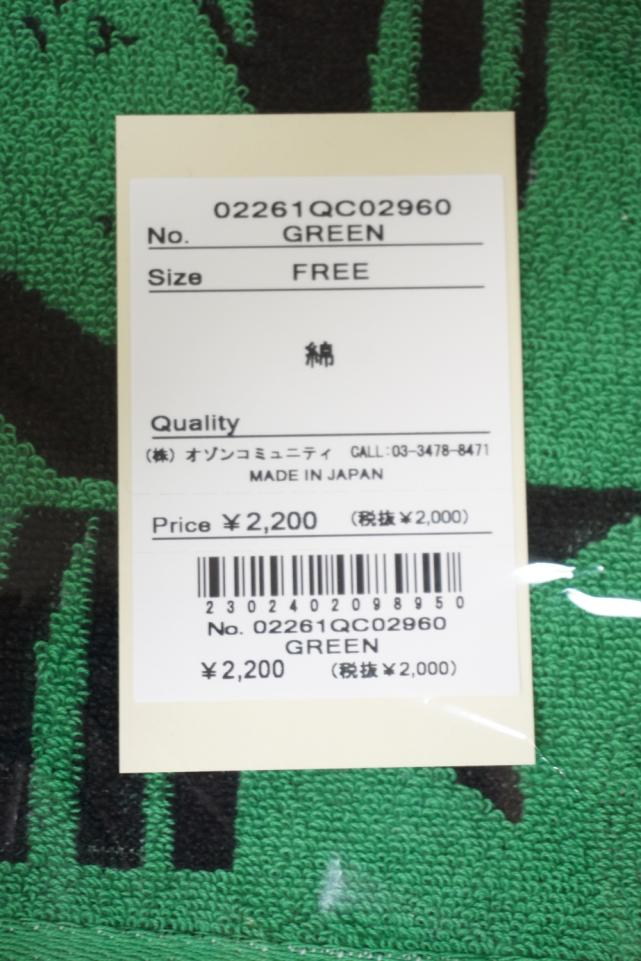 02261QC02960
No. GREEN
Size FREE
綿
Quality
(株) オゾンコミュニティ CALL:03-3478-8471
MADE IN JAPAN
Price ¥2,200 (税抜¥2,000)
2302402098950
No. 02261QC02960
GREEN
¥2,200 (税抜¥2,000)